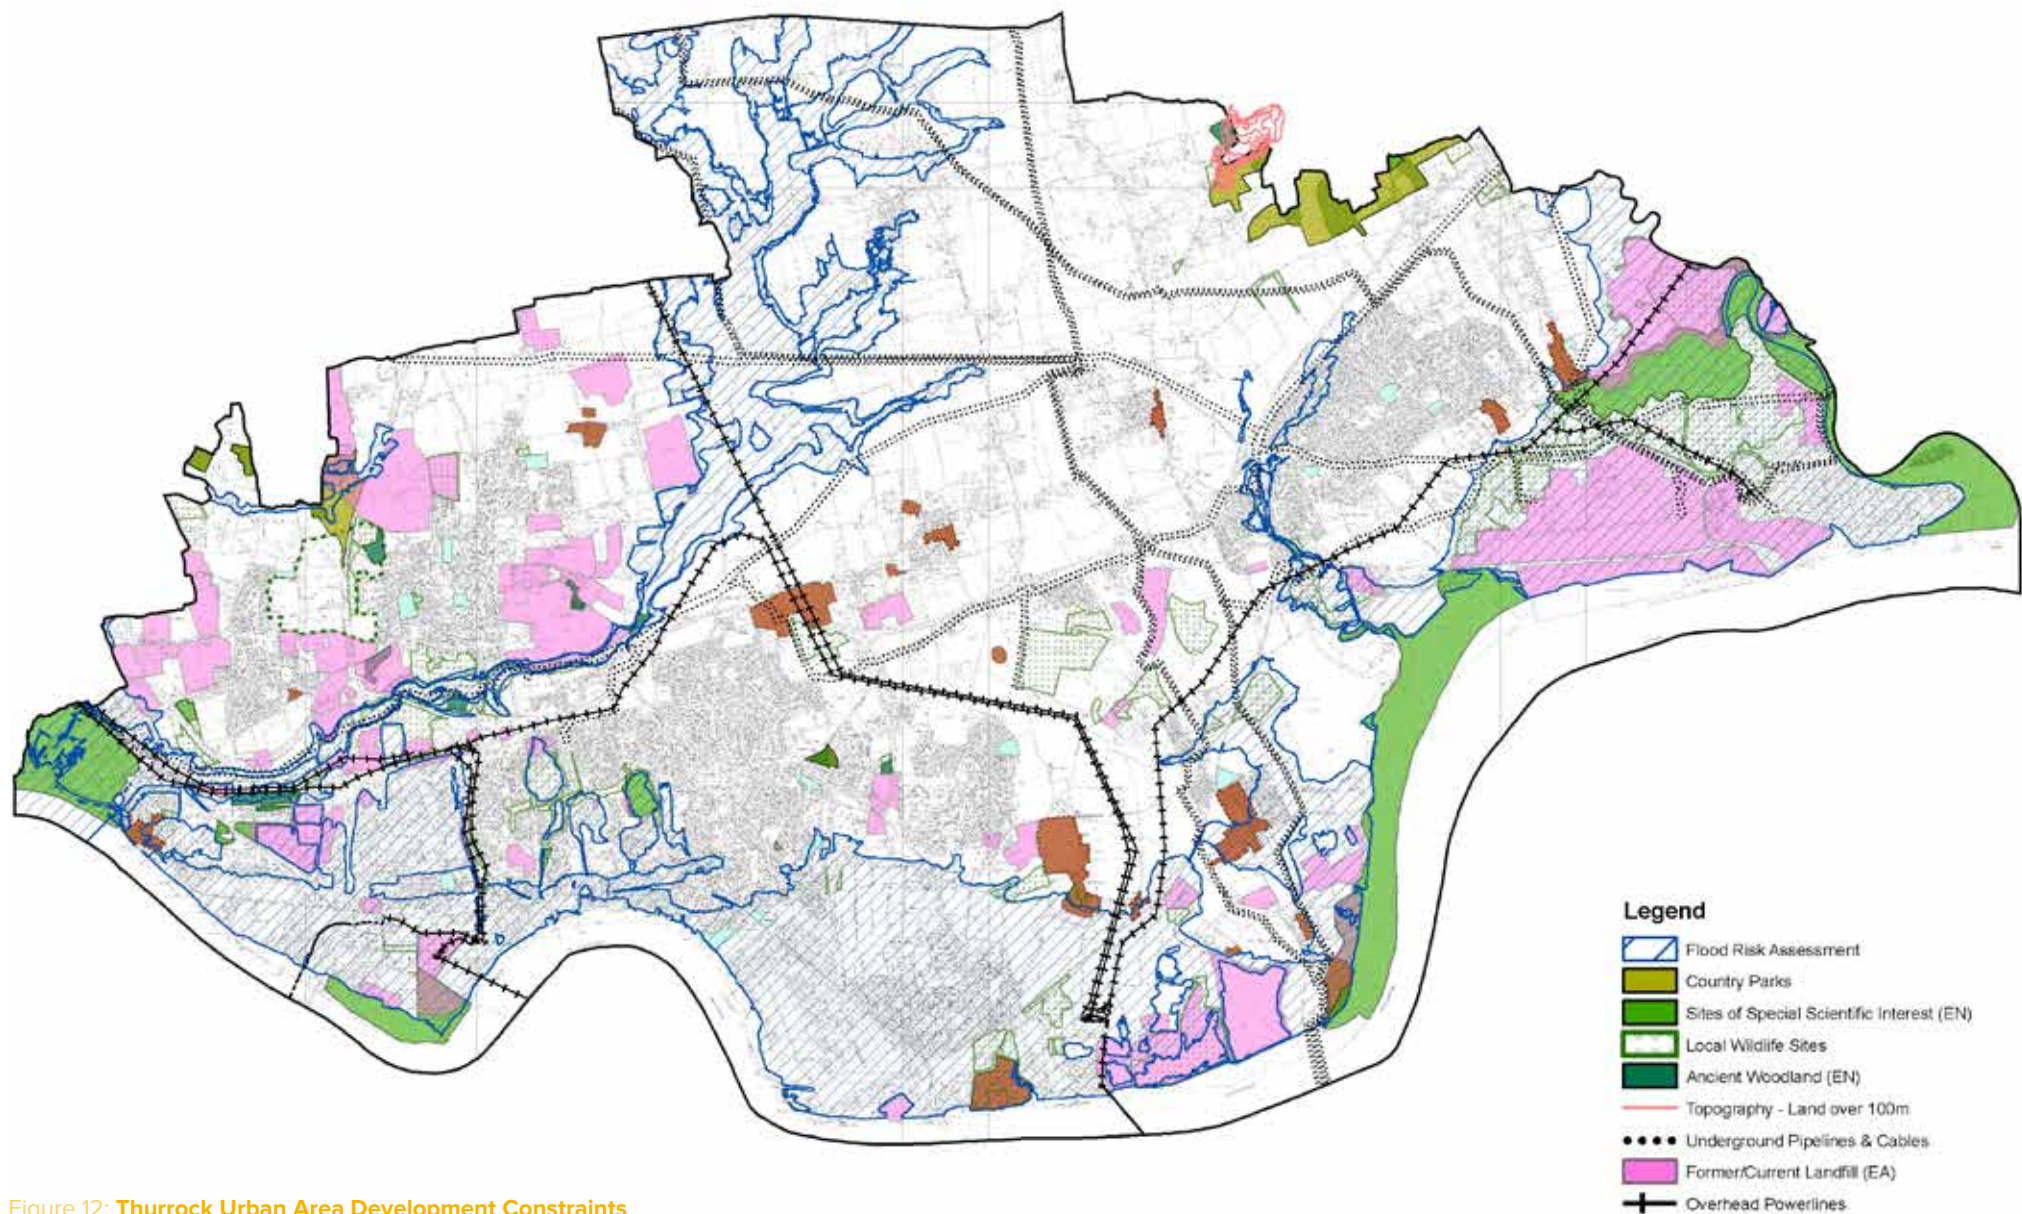 Legend
Flood Risk Assessment
Country Parks
Sites of Special Scientific Interest (EN)
Local Wildlife Sites
Ancient Woodland (EN)
Topography - Land over 100m
Underground Pipelines & Cables
Former/Current Landfill (EA)
Overhead Powerlines
Figure 12: Thurrock Urban Area Development Constraints